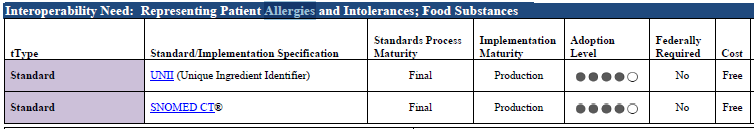 Interoperability Need: Representing Patient Allergies and Intolerances; Food Substances
tType Standard/Implementation Specification Standards Process Maturity Implementation Maturity Adoption Level Federally Required Cost
Standard UNII (Unique Ingredient Identifier) Final Production ●●●●○ No Free
Standard SNOMED CT® Final Production ●●●●○ No Free